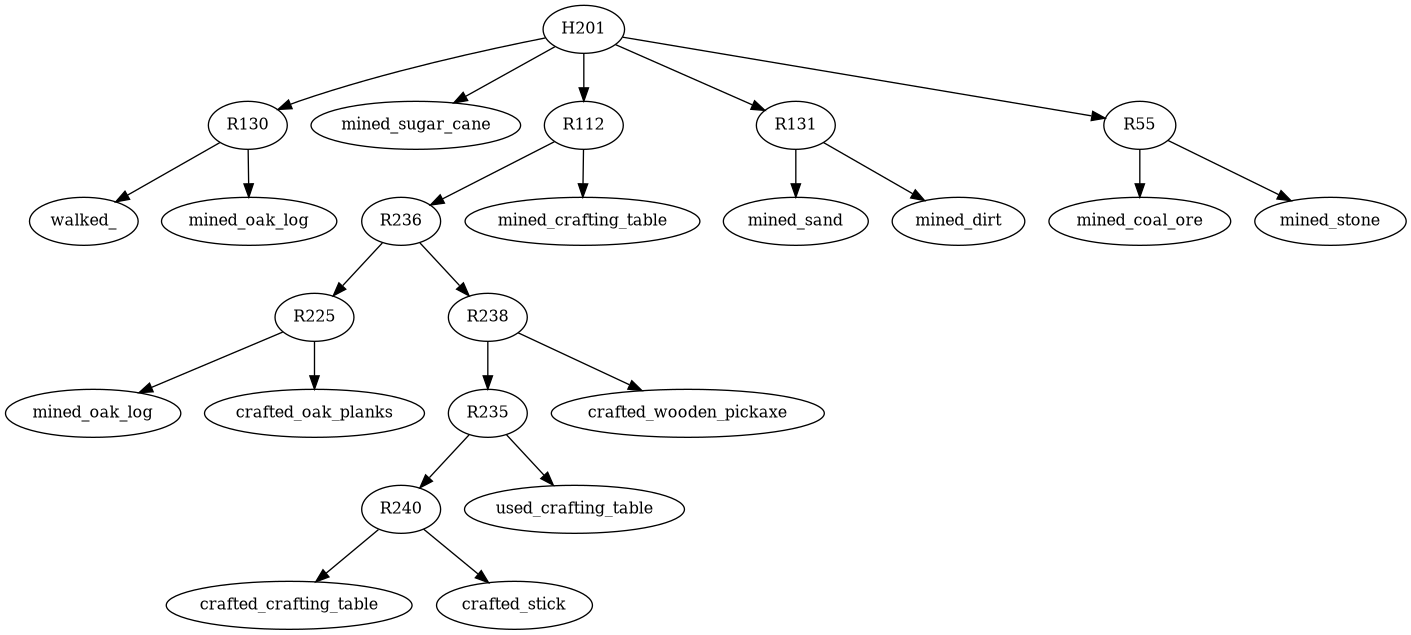 H201
R130
mined_sugar_cane
R112
R131
R55
walked_
mined_oak_log
R236
mined_crafting_table
mined_sand
mined_dirt
mined_coal_ore
mined_stone
R225
R238
mined_oak_log
crafted_oak_planks
R235
crafted_wooden_pickaxe
R240
used_crafting_table
crafted_crafting_table
crafted_stick